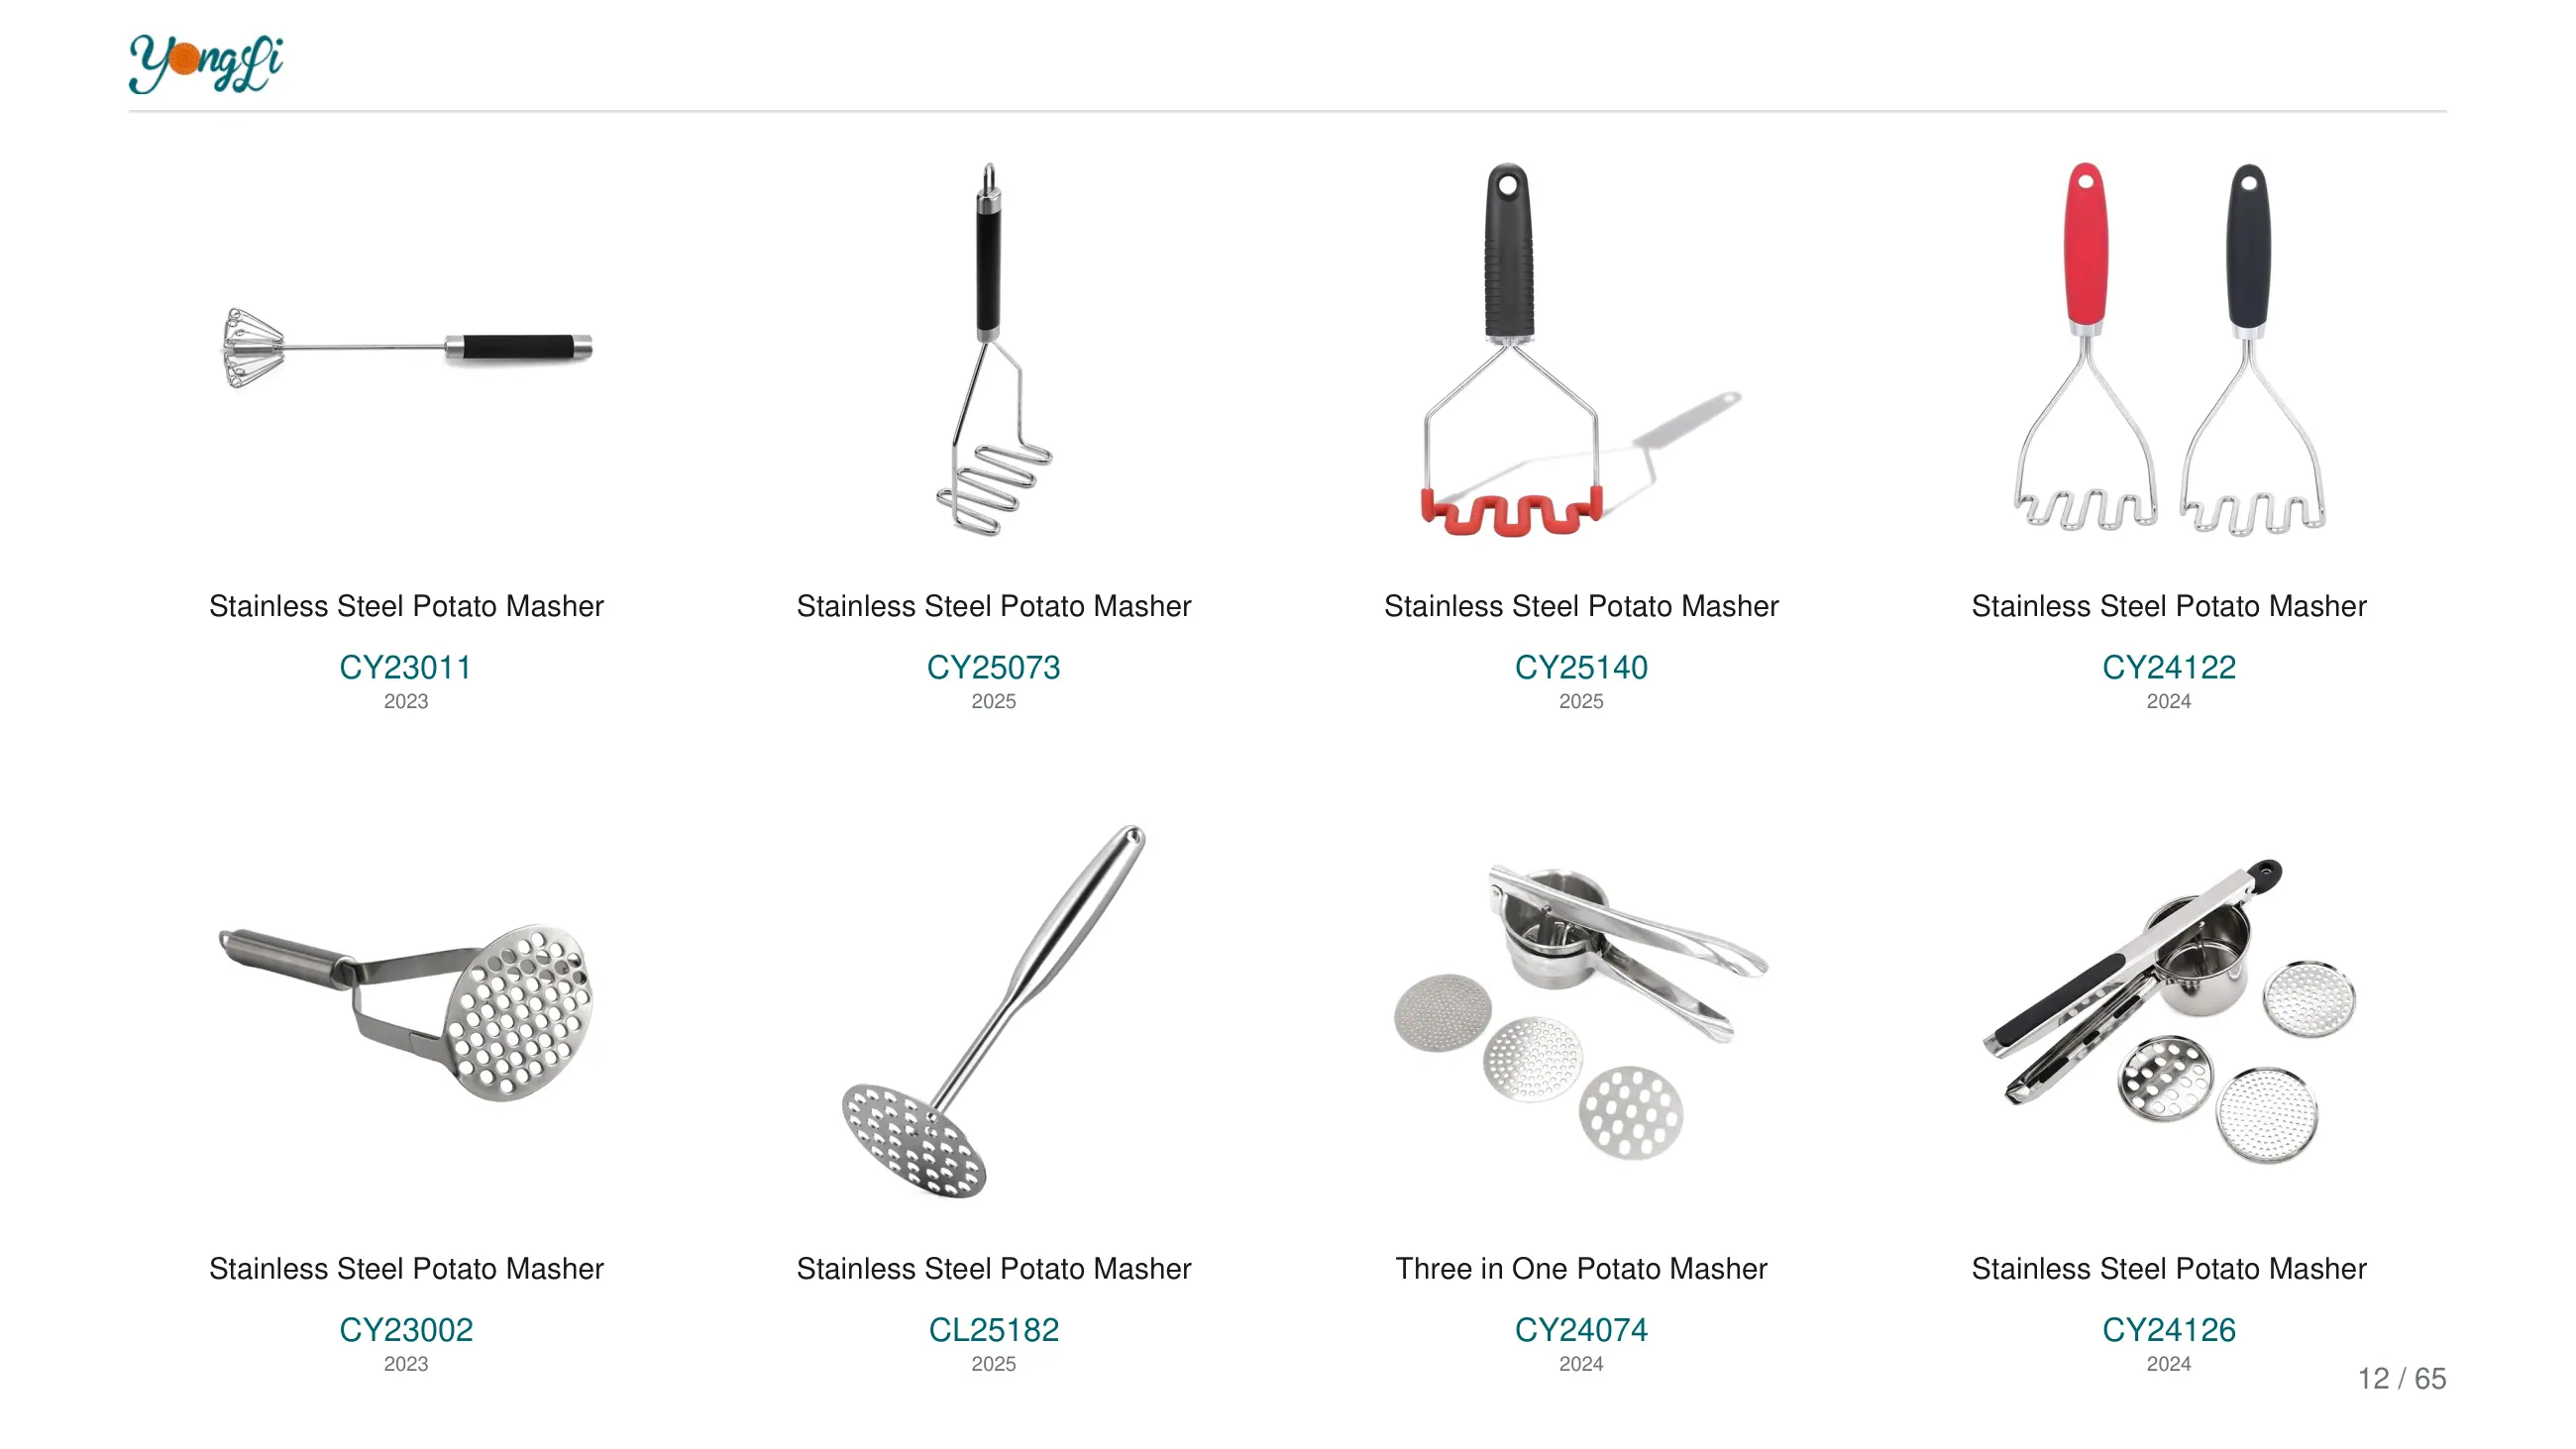 YongLi
Stainless Steel Potato Masher
CY23011
2023
Stainless Steel Potato Masher
CY25073
2025
Stainless Steel Potato Masher
CY25140
2025
Stainless Steel Potato Masher
CY24122
2024
Stainless Steel Potato Masher
CY23002
2023
Stainless Steel Potato Masher
CL25182
2025
Three in One Potato Masher
CY24074
2024
Stainless Steel Potato Masher
CY24126
2024
12 / 65